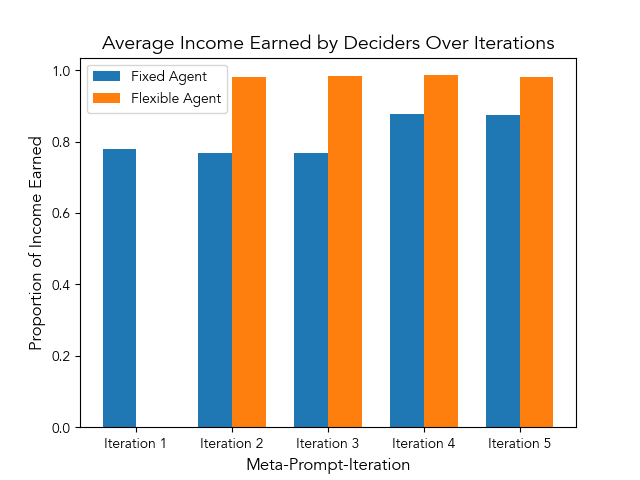 Average Income Earned by Deciders Over Iterations
Fixed Agent
Flexible Agent
Proportion of Income Earned
1.0
0.8
0.6
0.4
0.2
0.0
Iteration 1
Iteration 2
Iteration 3
Iteration 4
Iteration 5
Meta-Prompt-Iteration